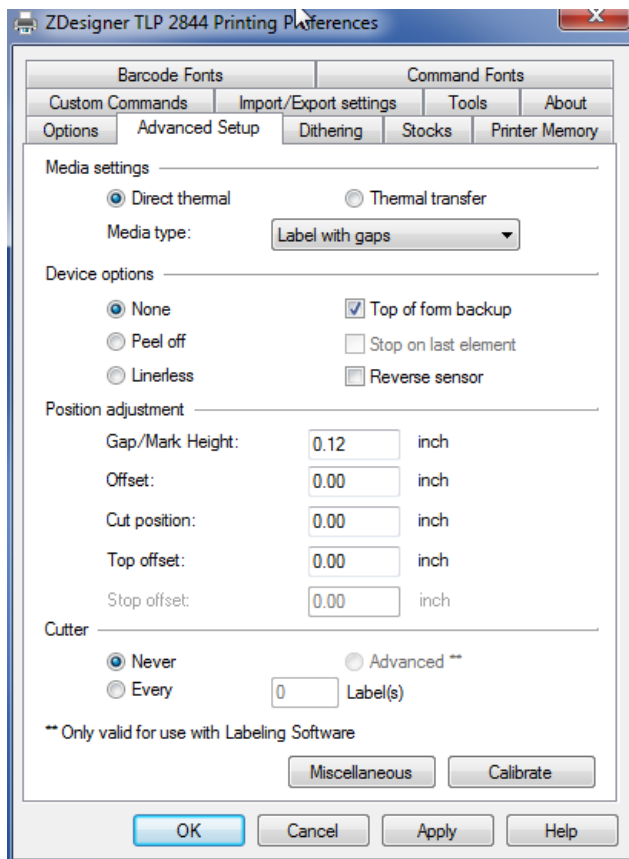 ZDesigner TLP 2844 Printing Preferences
Barcode Fonts Command Fonts
Custom Commands Import/Export settings Tools About
Options Advanced Setup Dithering Stocks Printer Memory
Media settings
Direct thermal Thermal transfer
Media type: Label with gaps
Device options
None Top of form backup
Peel off Stop on last element
Linerless Reverse sensor
Position adjustment
Gap/Mark Height: 0.12 inch
Offset: 0.00 inch
Cut position: 0.00 inch
Top offset: 0.00 inch
Stop offset: 0.00 inch
Cutter
Never Advanced **
Every 0 Label(s)
** Only valid for use with Labeling Software
Miscellaneous Calibrate
OK Cancel Apply Help